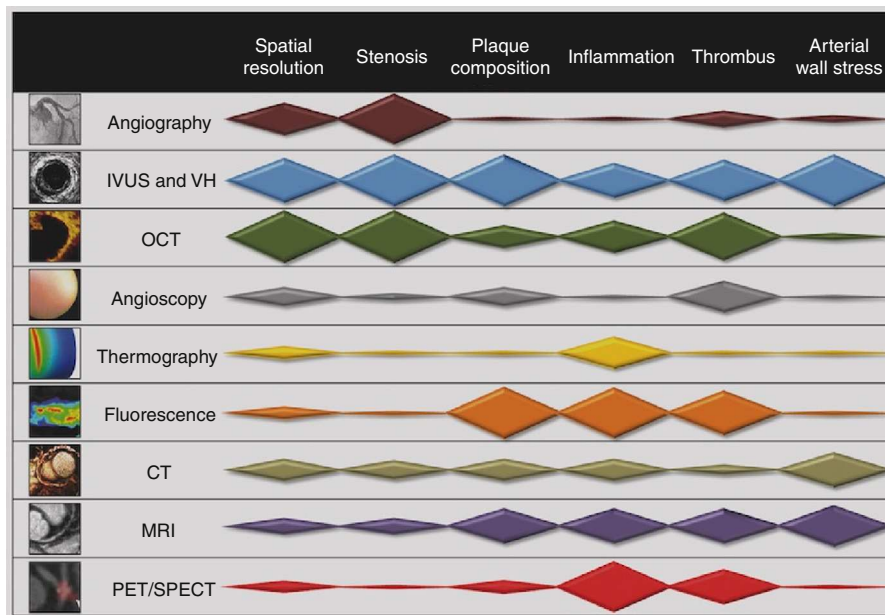 Spatial resolution
Stenosis
Plaque composition
Inflammation
Thrombus
Arterial wall stress
Angiography
IVUS and VH
OCT
Angioscopy
Thermography
Fluorescence
CT
MRI
PET/SPECT